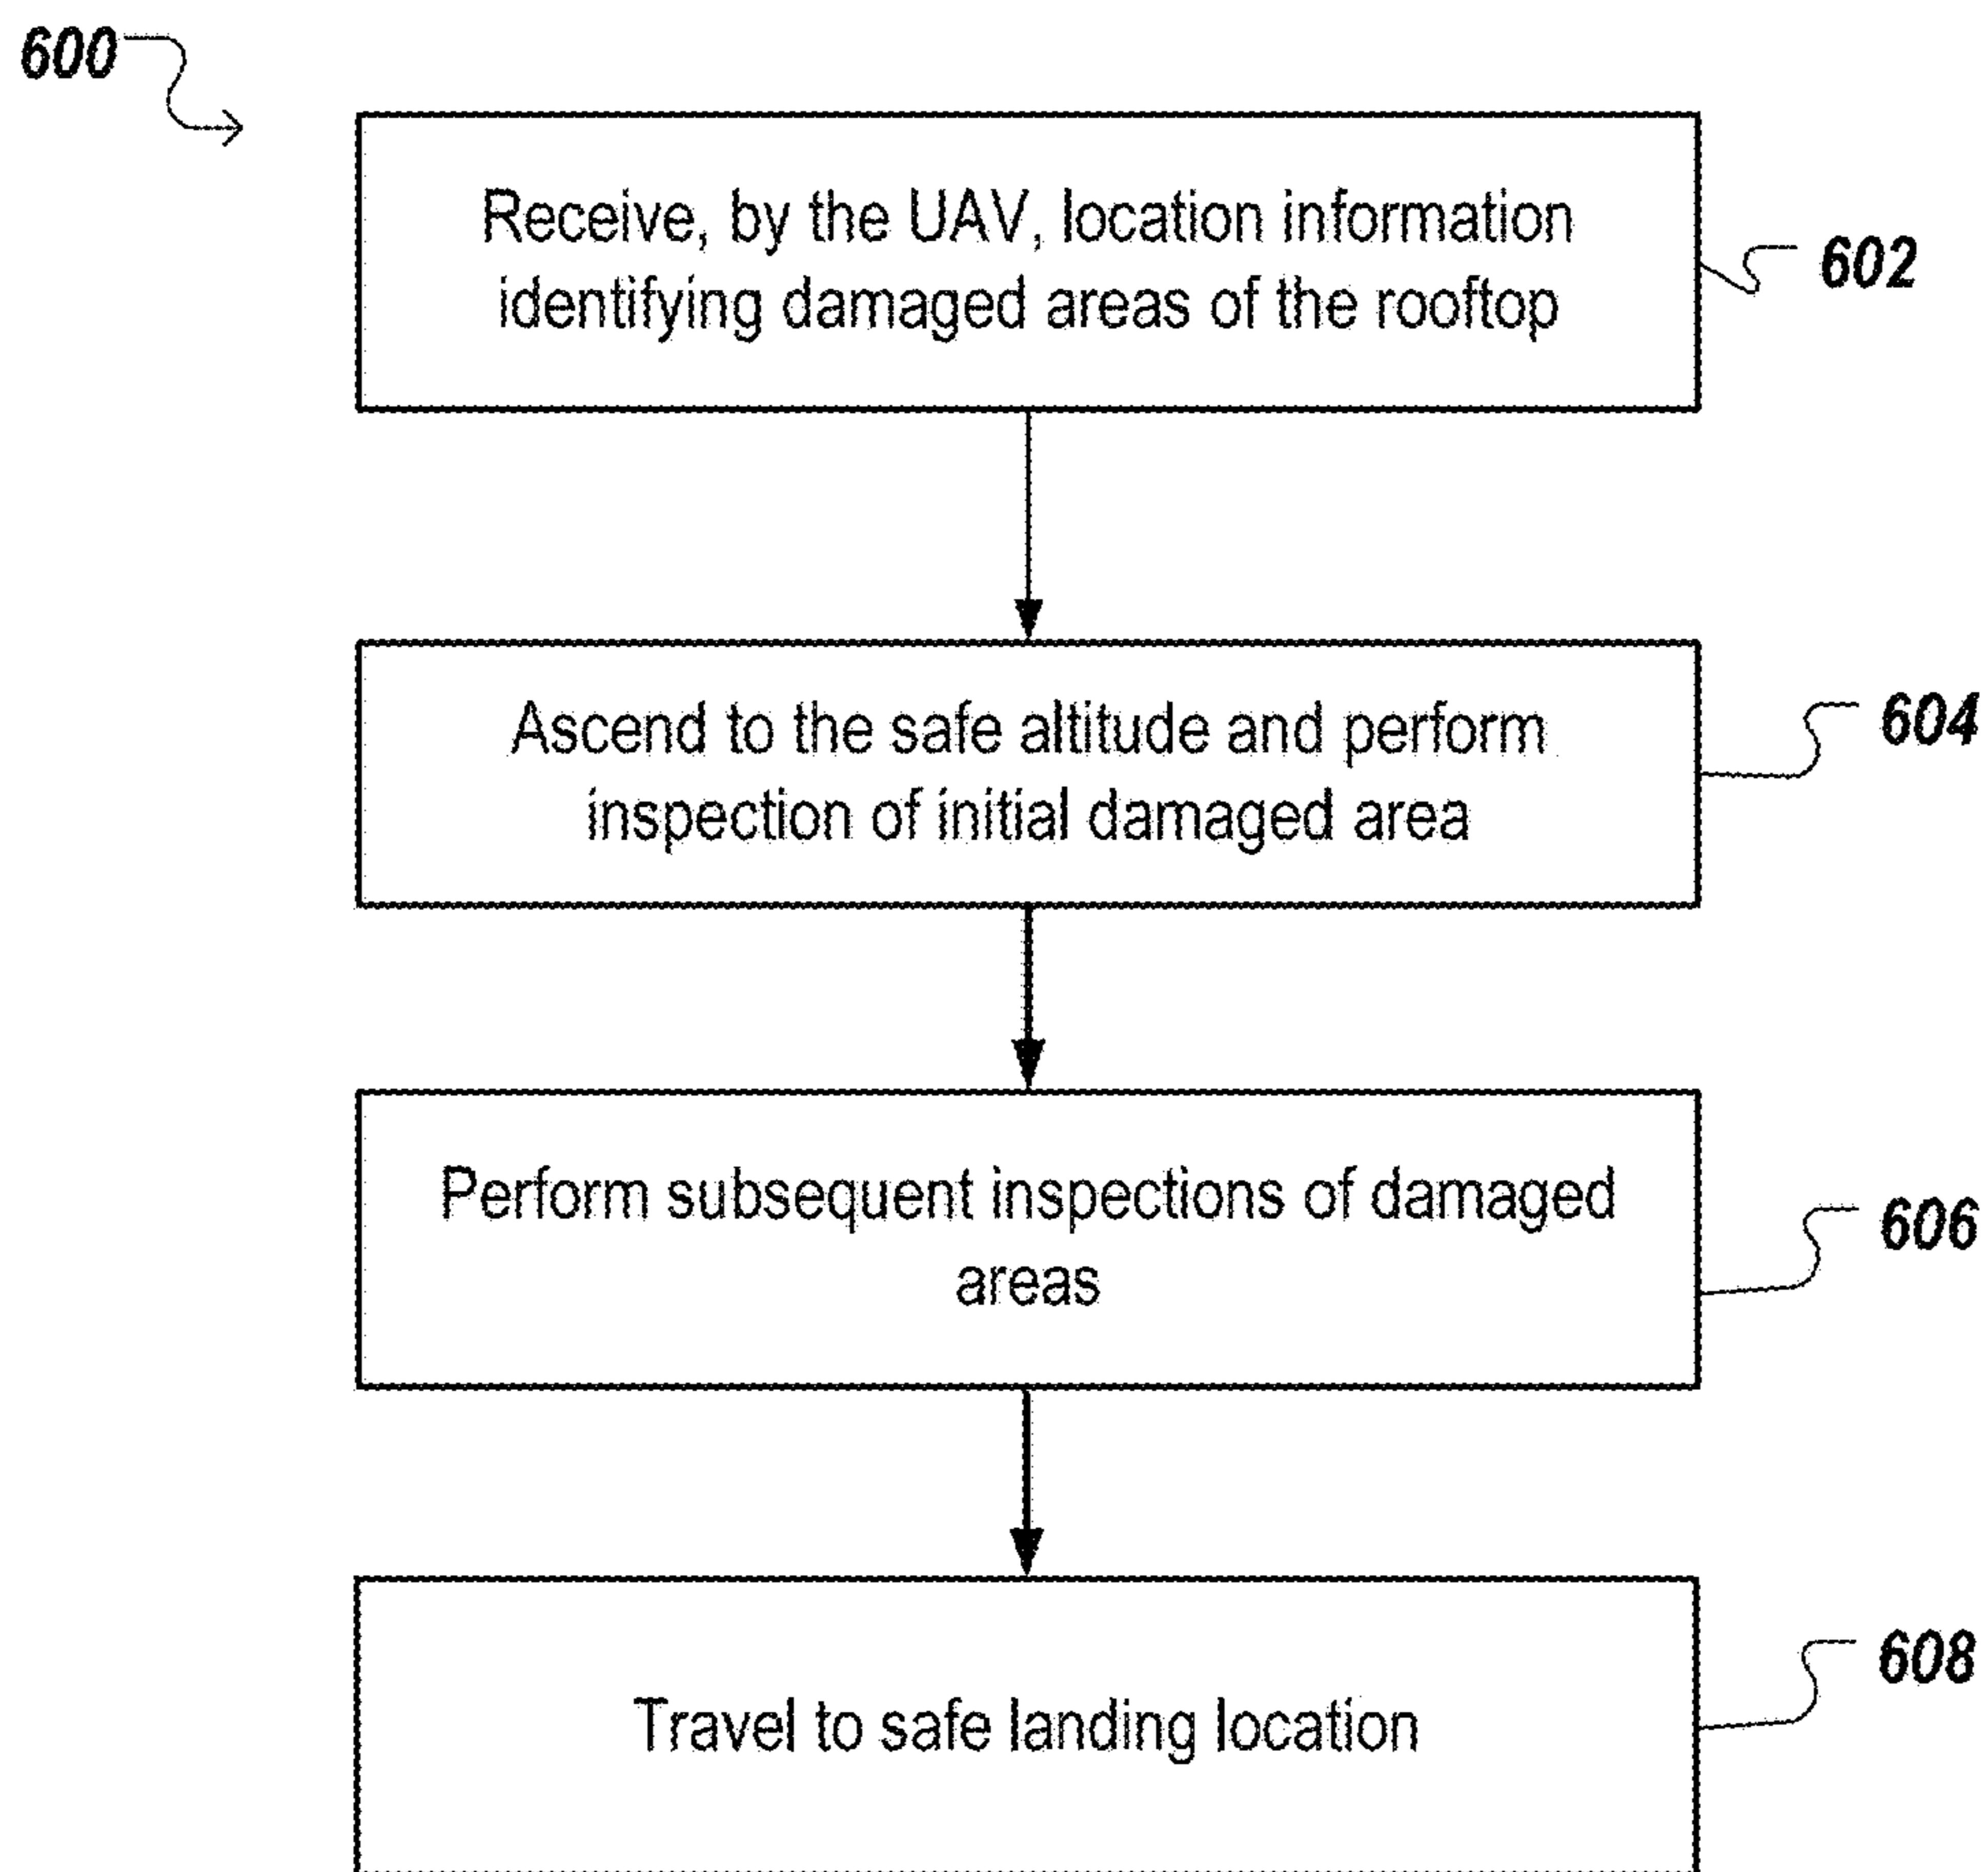 600
Receive, by the UAV, location information
identifying damaged areas of the rooftop
602
Ascend to the safe altitude and perform
inspection of initial damaged area
604
Perform subsequent inspections of damaged
areas
606
Travel to safe landing location
608